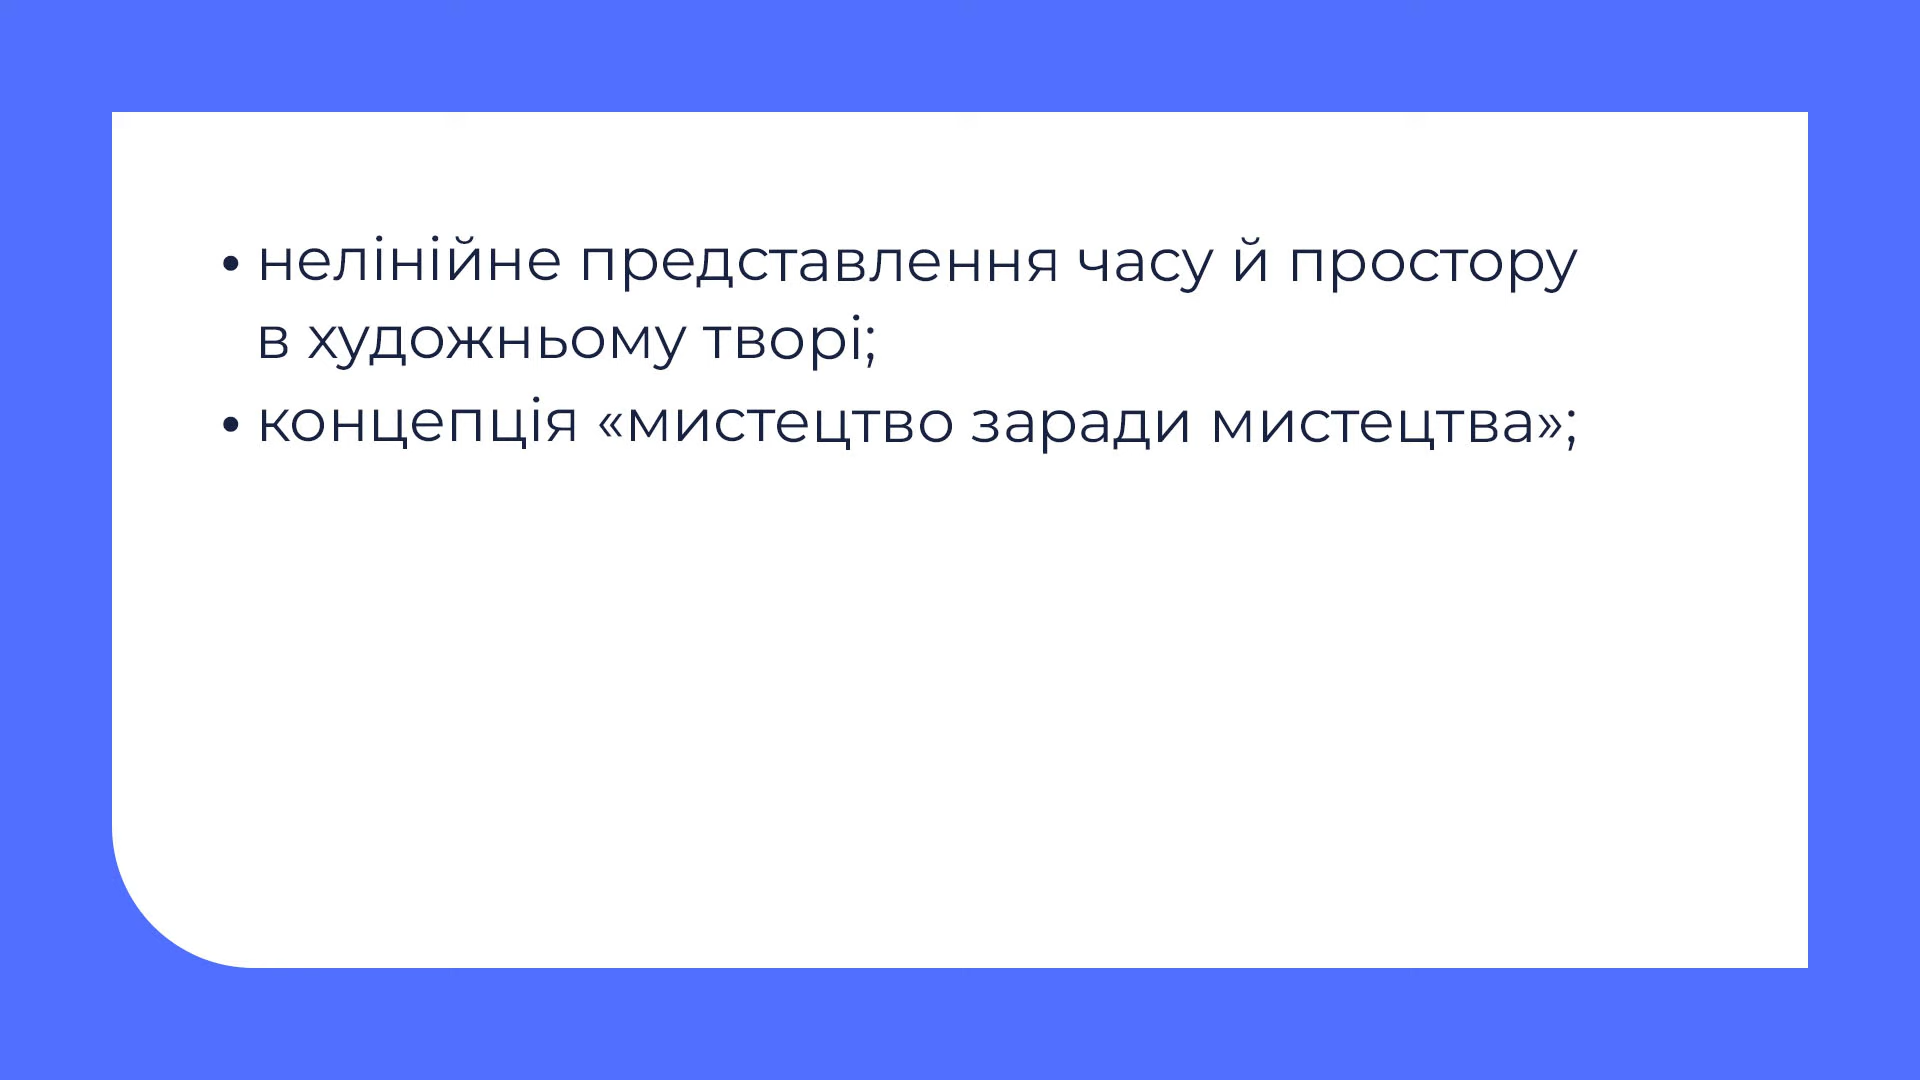 • нелінійне представлення часу й простору
в художньому творі;
• концепція «мистецтво заради мистецтва»;